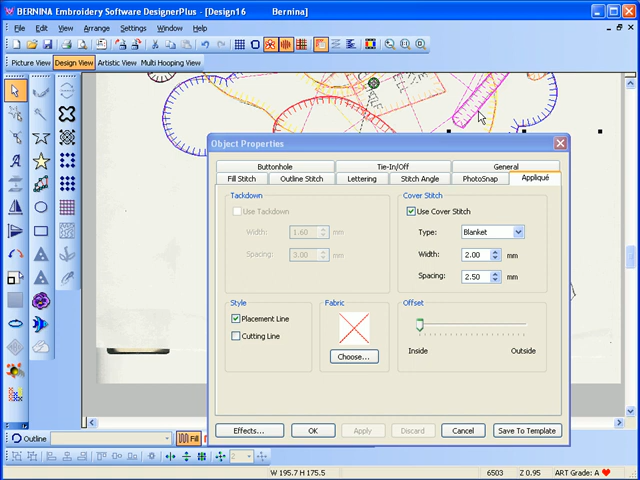 BERNINA Embroidery Software DesignerPlus - [Design16 Bernina]
File Edit View Arrange Settings Window Help
Picture View Design View Artistic View Multi Hooping View
Object Properties
Buttonhole Tie-In/Off General
Fill Stitch Outline Stitch Lettering Stitch Angle PhotoSnap Appliqué
Tackdown
Use Tackdown
Width: 1.60 mm
Spacing: 3.00 mm
Cover Stitch
Use Cover Stitch
Type: Blanket
Width: 2.00 mm
Spacing: 2.50 mm
Style
Placement Line
Cutting Line
Fabric
Choose...
Offset
Inside Outside
Effects... OK Apply Discard Cancel Save To Template
Outline Fill
2
W 195.7 H 175.5 6503 Z 0.95 ART Grade: A